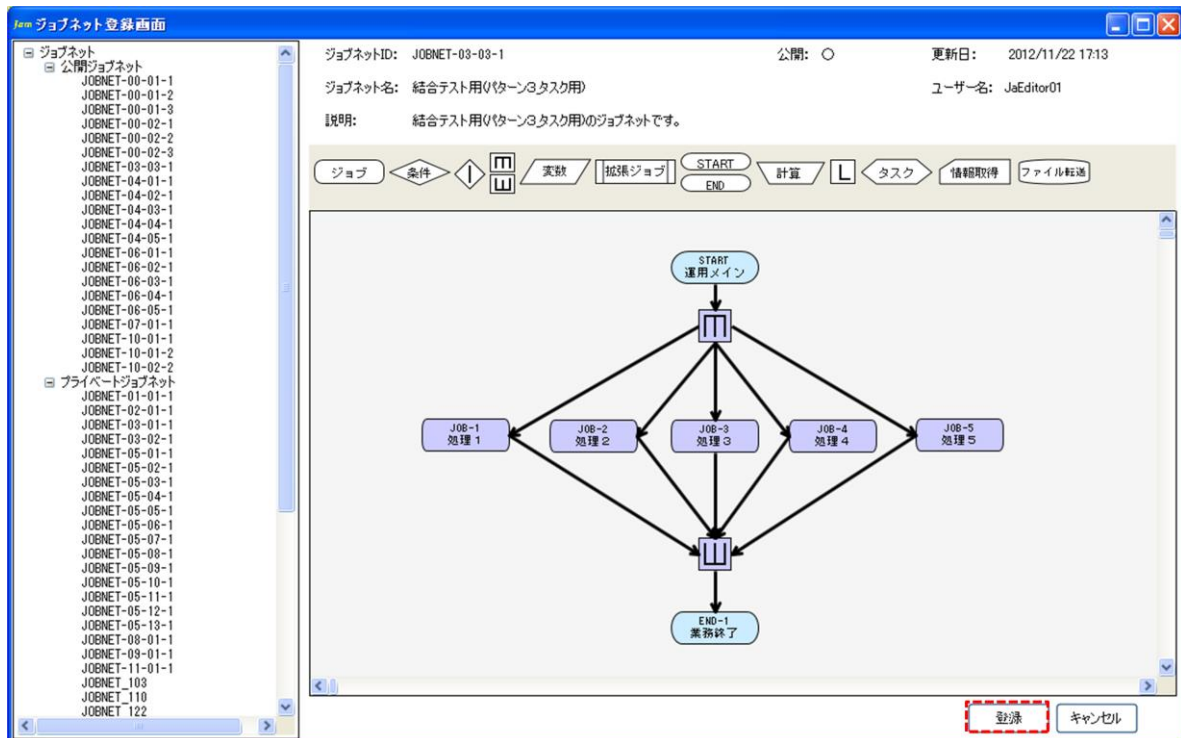 Jam ジョブネット登録画面
ジョブネット
公開ジョブネット
JOBNET-00-01-1
JOBNET-00-01-2
JOBNET-00-01-3
JOBNET-00-02-1
JOBNET-00-02-2
JOBNET-00-02-3
JOBNET-03-03-1
JOBNET-04-01-1
JOBNET-04-02-1
JOBNET-04-03-1
JOBNET-04-04-1
JOBNET-04-05-1
JOBNET-06-01-1
JOBNET-06-02-1
JOBNET-06-03-1
JOBNET-06-04-1
JOBNET-06-05-1
JOBNET-07-01-1
JOBNET-10-01-1
JOBNET-10-01-2
JOBNET-10-02-2
プライベートジョブネット
JOBNET-01-01-1
JOBNET-02-01-1
JOBNET-03-01-1
JOBNET-03-02-1
JOBNET-05-01-1
JOBNET-05-02-1
JOBNET-05-03-1
JOBNET-05-04-1
JOBNET-05-05-1
JOBNET-05-06-1
JOBNET-05-07-1
JOBNET-05-08-1
JOBNET-05-09-1
JOBNET-05-10-1
JOBNET-05-11-1
JOBNET-05-12-1
JOBNET-05-13-1
JOBNET-08-01-1
JOBNET-09-01-1
JOBNET-11-01-1
JOBNET_103
JOBNET_110
JOBNET_122
ジョブネットID: JOBNET-03-03-1 公開: ○ 更新日: 2012/11/22 17:13
ジョブネット名: 結合テスト用(パターン3_タスク用) ユーザー名: JaEditor01
説明: 結合テスト用(パターン3_タスク用)のジョブネットです。
ジョブ 条件 変数 拡張ジョブ START END 計算 L タスク 情報取得 ファイル転送
START
運用メイン
JOB-1 JOB-2 JOB-3 JOB-4 JOB-5
処理1 処理2 処理3 処理4 処理5
END-1
業務終了
登録 キャンセル